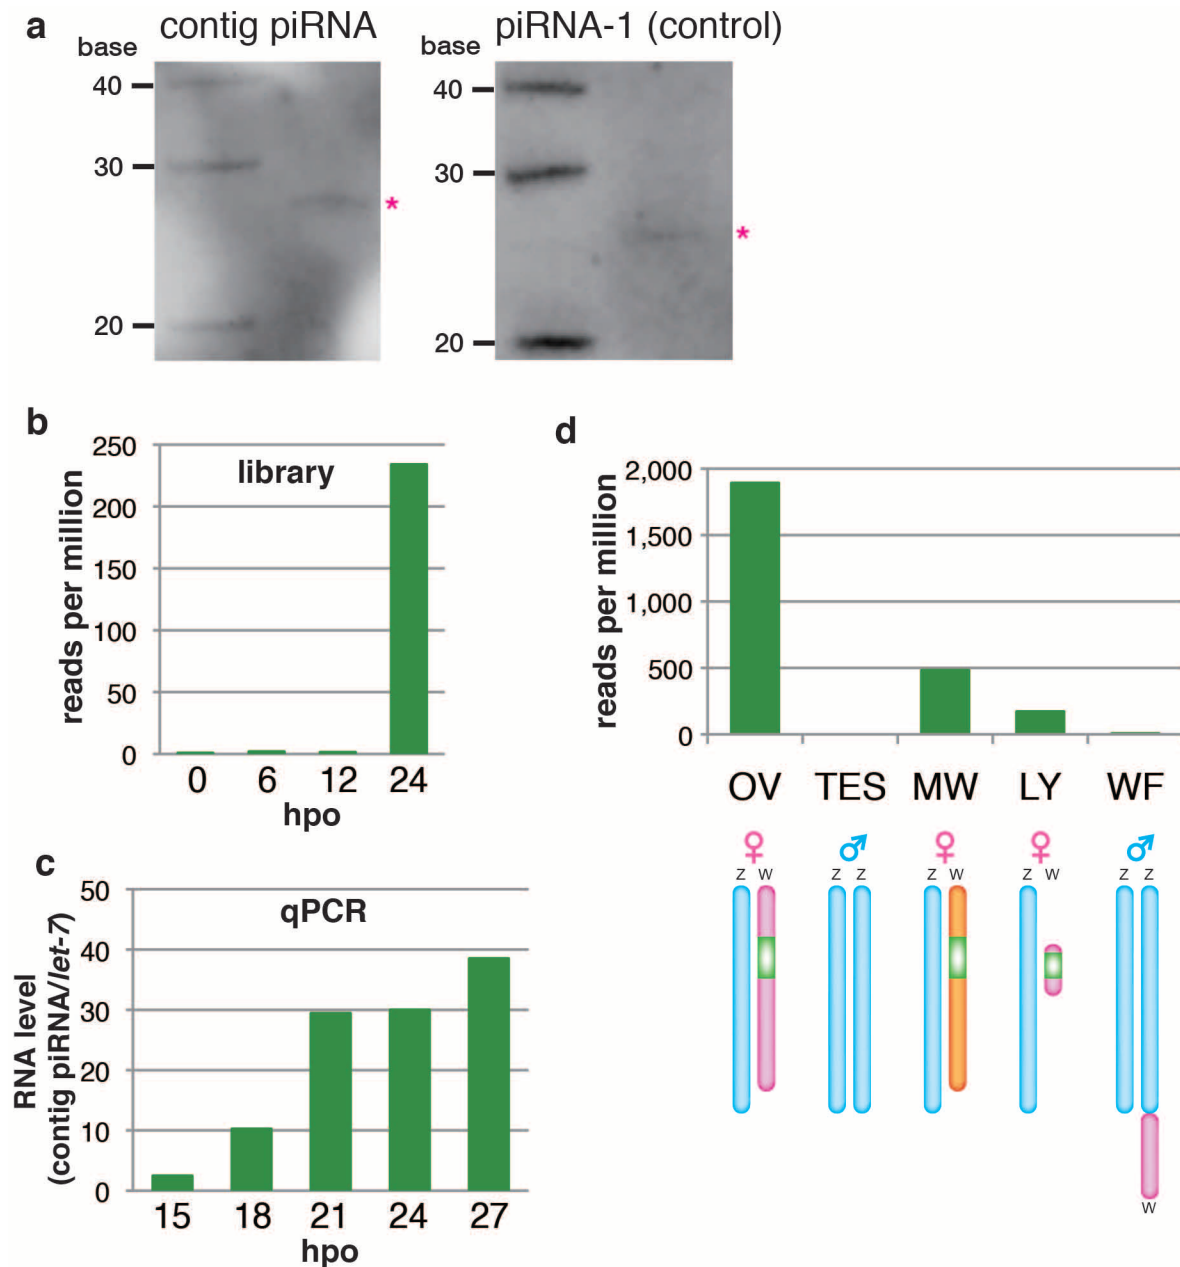 a
contig piRNA
base
40
30
*
20
piRNA-1 (control)
base
40
30
*
20
b
library
reads per million
250
200
150
100
50
0
0 6 12 24
hpo
c
qPCR
RNA level
(contig piRNA/let-7)
50
40
30
20
10
0
15 18 21 24 27
hpo
d
reads per million
2,000
1,500
1,000
500
0
OV TES MW LY WF
♀ ♂ ♀ ♀ ♂
Z W Z Z Z W Z W Z Z
W